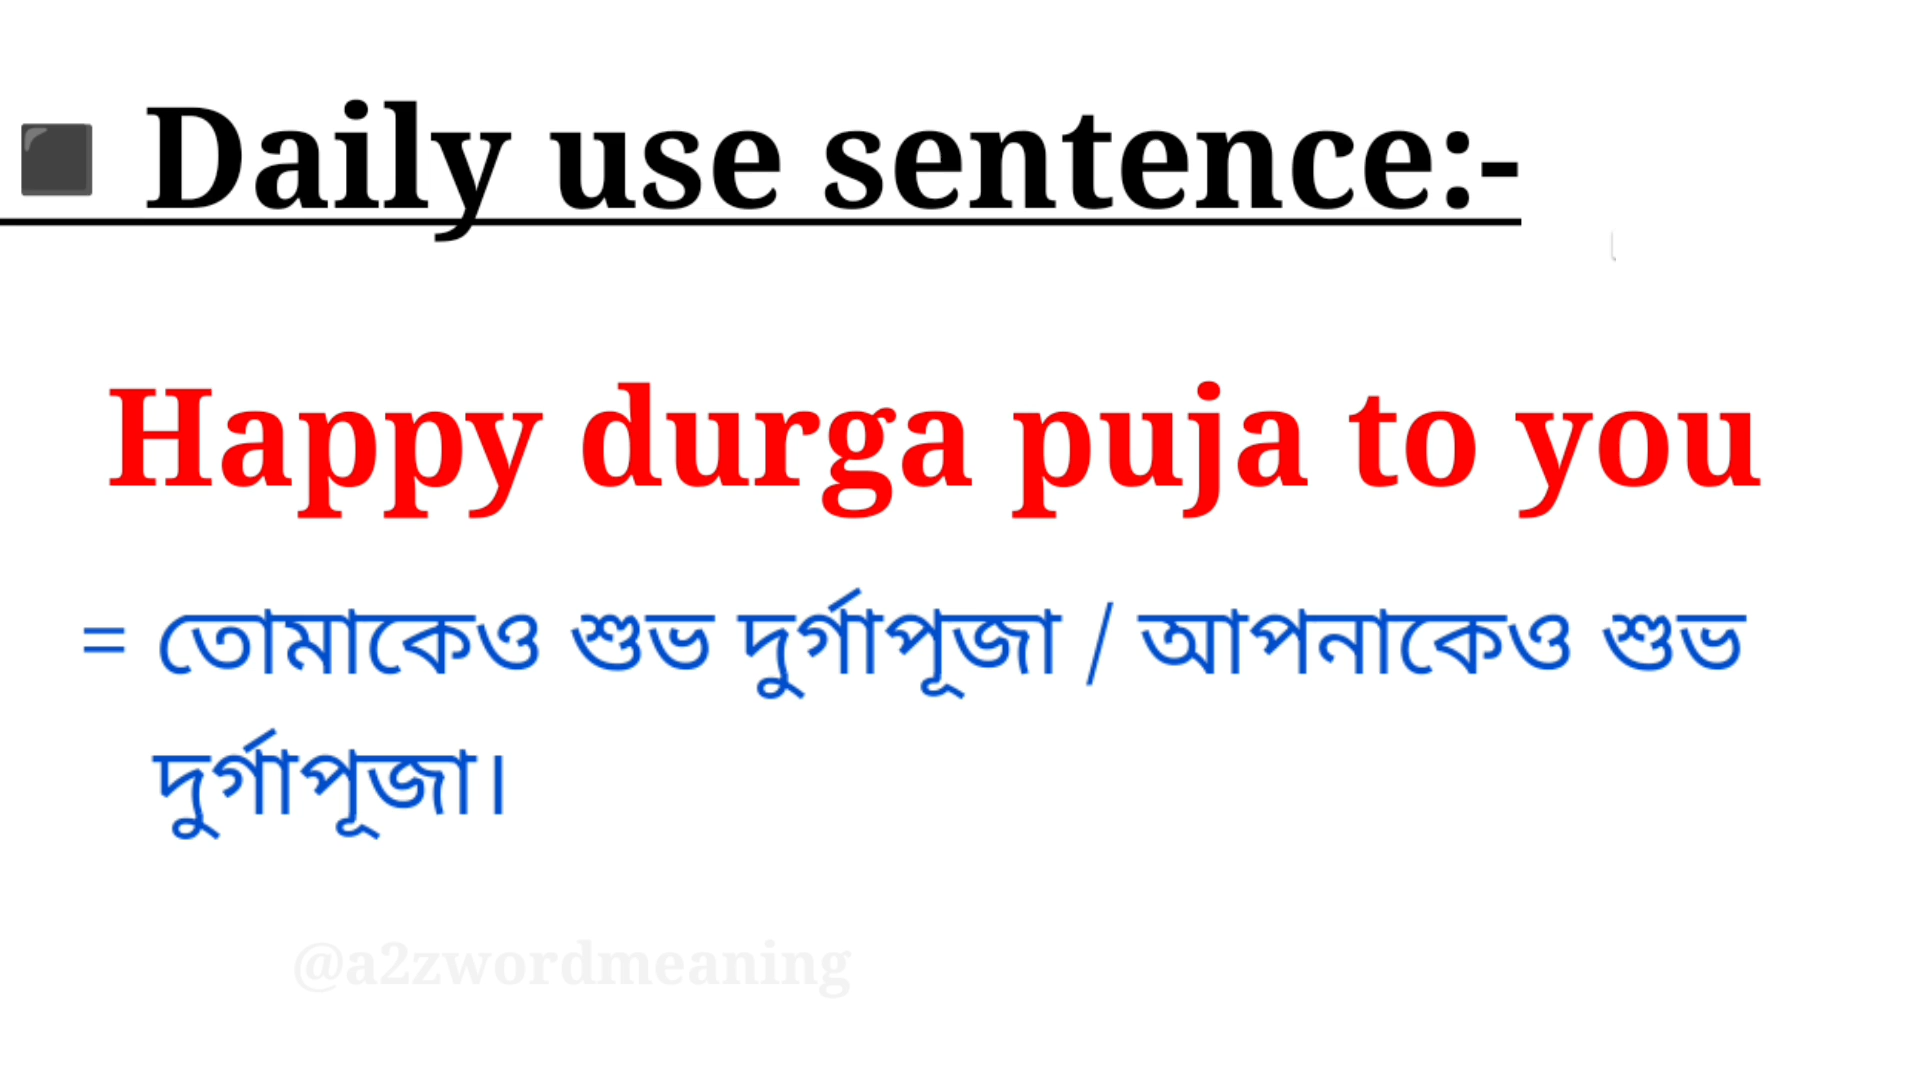 ▪ Daily use sentence:-
Happy durga puja to you
= তোমাকেও শুভ দুর্গাপূজা / আপনাকেও শুভ
দুর্গাপূজা।
@a2zwordmeaning